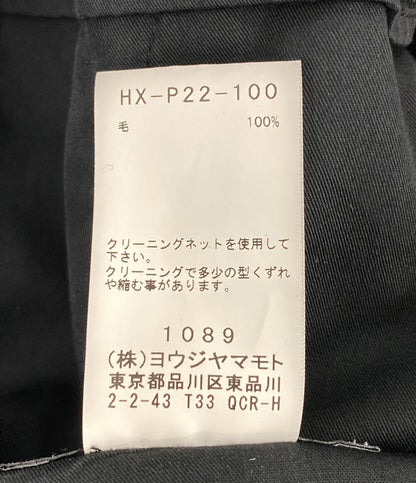 HX-P22-100
毛 100%
クリーニングネットを使用して
下さい。
クリーニングで多少の型くずれ
や縮む事があります。
1089
(株)ヨウジヤマモト
東京都品川区東品川
2-2-43 T33 QCR-H